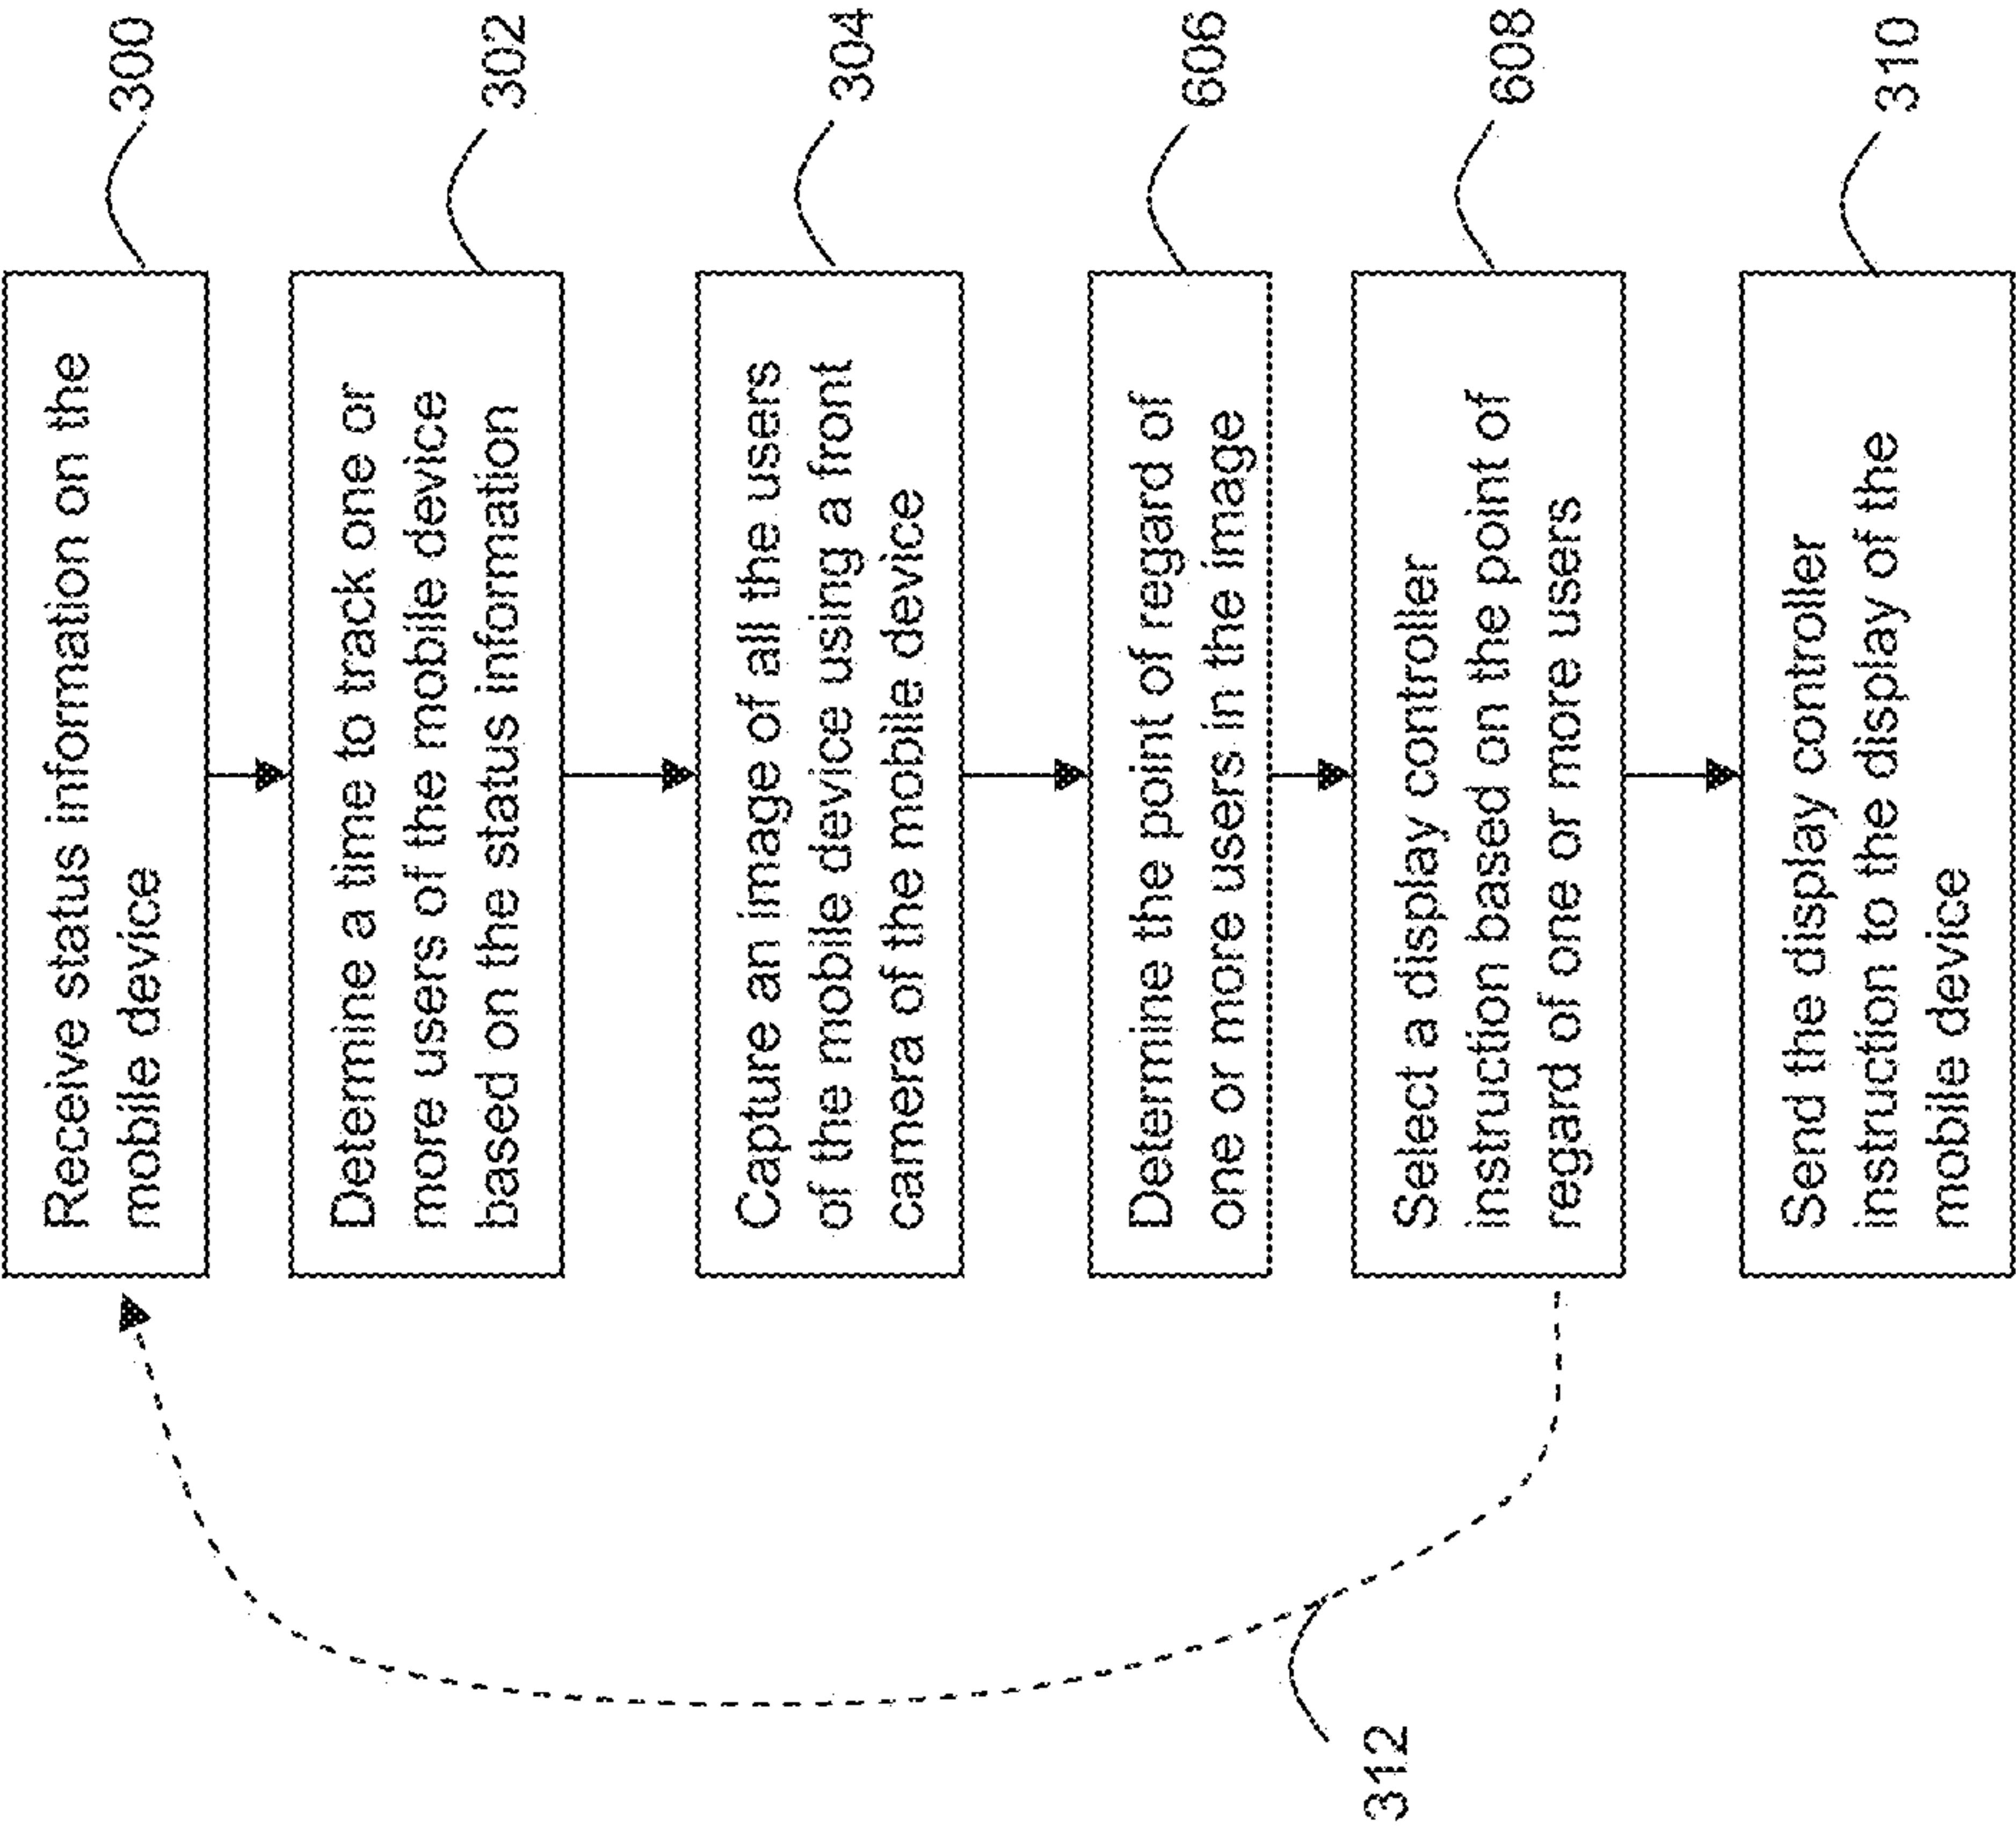 Receive status information on the
mobile device
300
Determine a time to track one or
more users of the mobile device
based on the status information
302
Capture an image of all the users
of the mobile device using a front
camera of the mobile device
304
Determine the point of regard of
one or more users in the image
606
Select a display controller
instruction based on the point of
regard of one or more users
608
Send the display controller
instruction to the display of the
mobile device
310
312